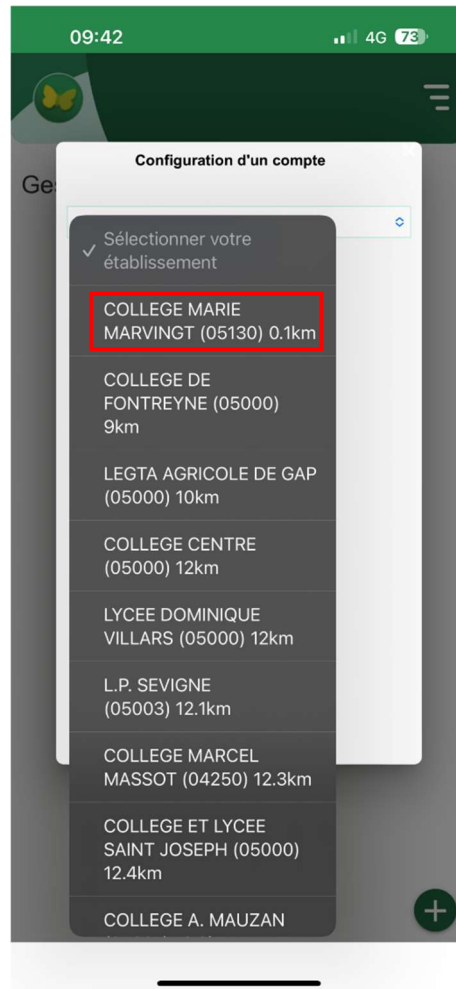 09:42
4G 73
Configuration d'un compte
Ge
Sélectionner votre
établissement
COLLEGE MARIE
MARVINGT (05130) 0.1km
COLLEGE DE
FONTREYNE (05000)
9km
LEGTA AGRICOLE DE GAP
(05000) 10km
COLLEGE CENTRE
(05000) 12km
LYCEE DOMINIQUE
VILLARS (05000) 12km
L.P. SEVIGNE
(05003) 12.1km
COLLEGE MARCEL
MASSOT (04250) 12.3km
COLLEGE ET LYCEE
SAINT JOSEPH (05000)
12.4km
COLLEGE A. MAUZAN